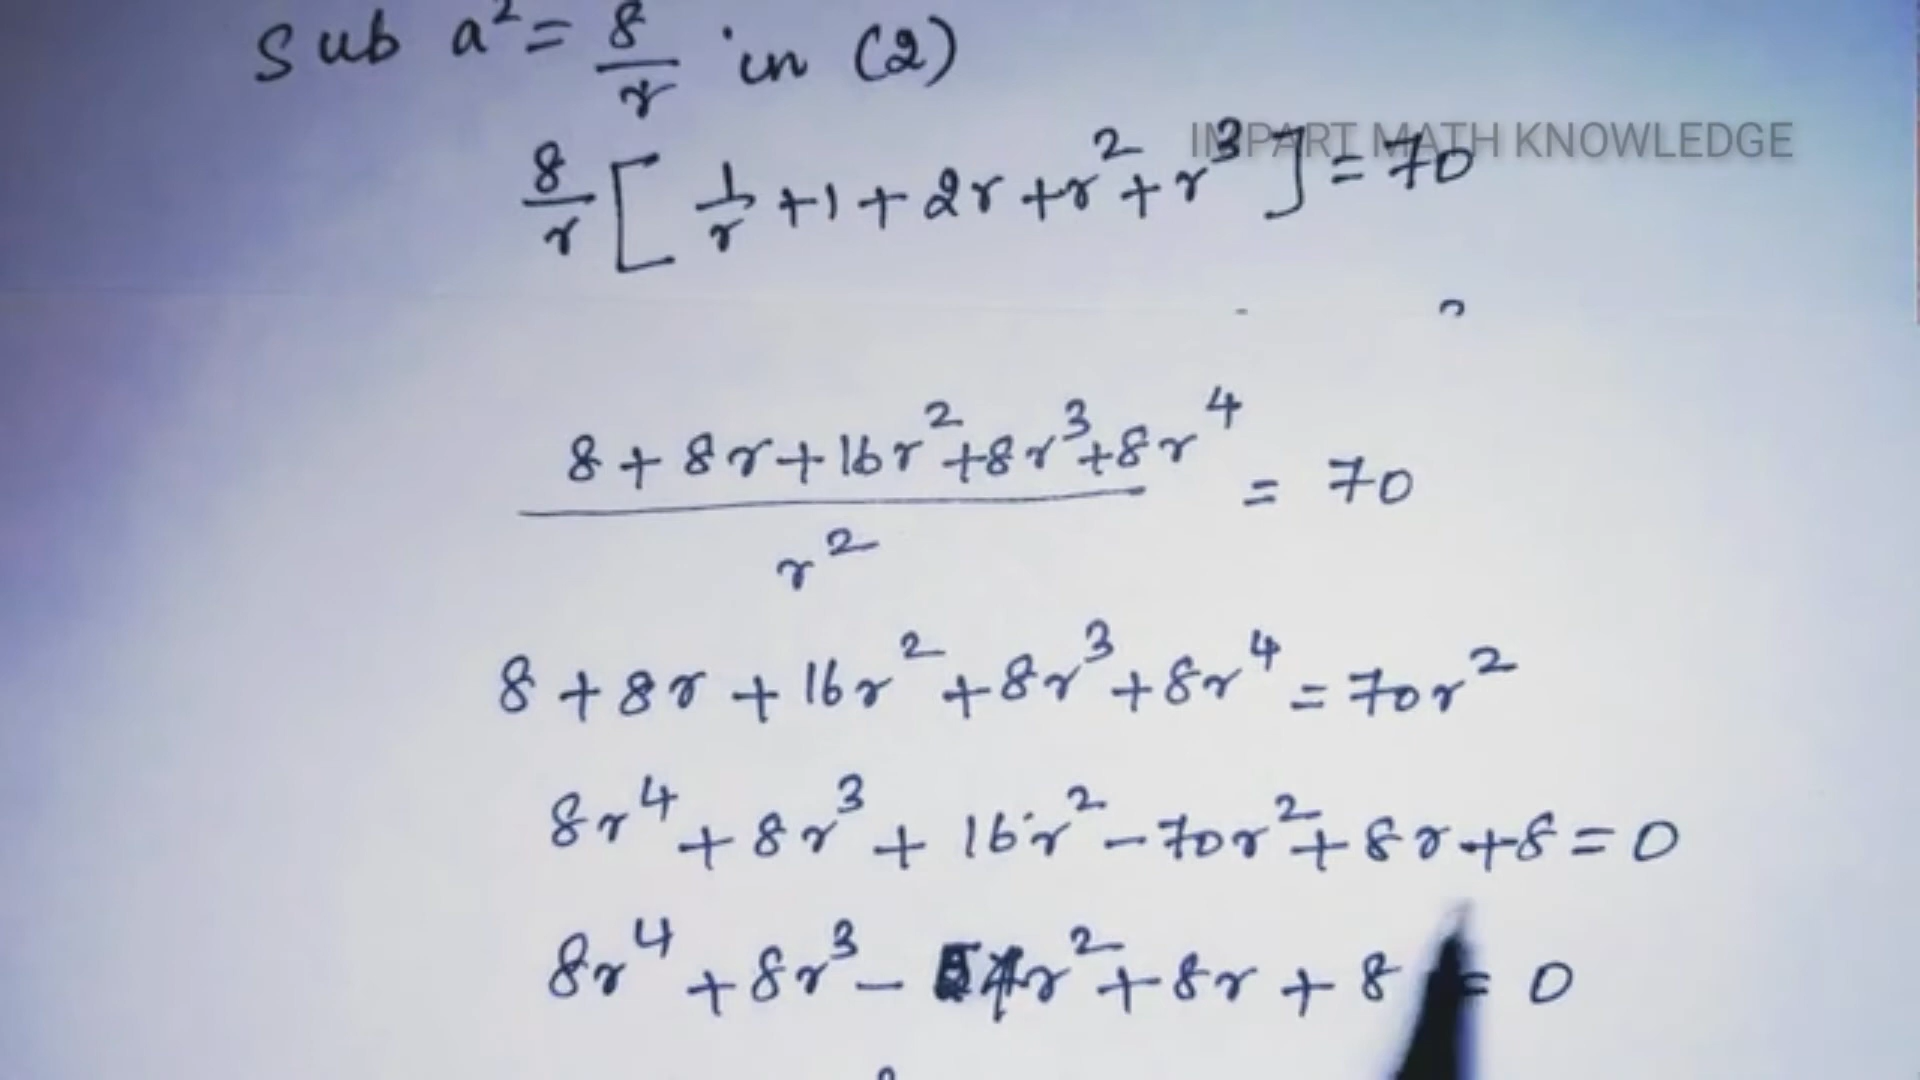 Sub a² = 8/r in (2)
IMPART MATH KNOWLEDGE
8/r [ 1/r + 1 + 2r + r² + r³ ] = 70
8 + 8r + 16r² + 8r³ + 8r⁴ / r² = 70
8 + 8r + 16r² + 8r³ + 8r⁴ = 70r²
8r⁴ + 8r³ + 16r² - 70r² + 8r + 8 = 0
8r⁴ + 8r³ - 54r² + 8r + 8 = 0